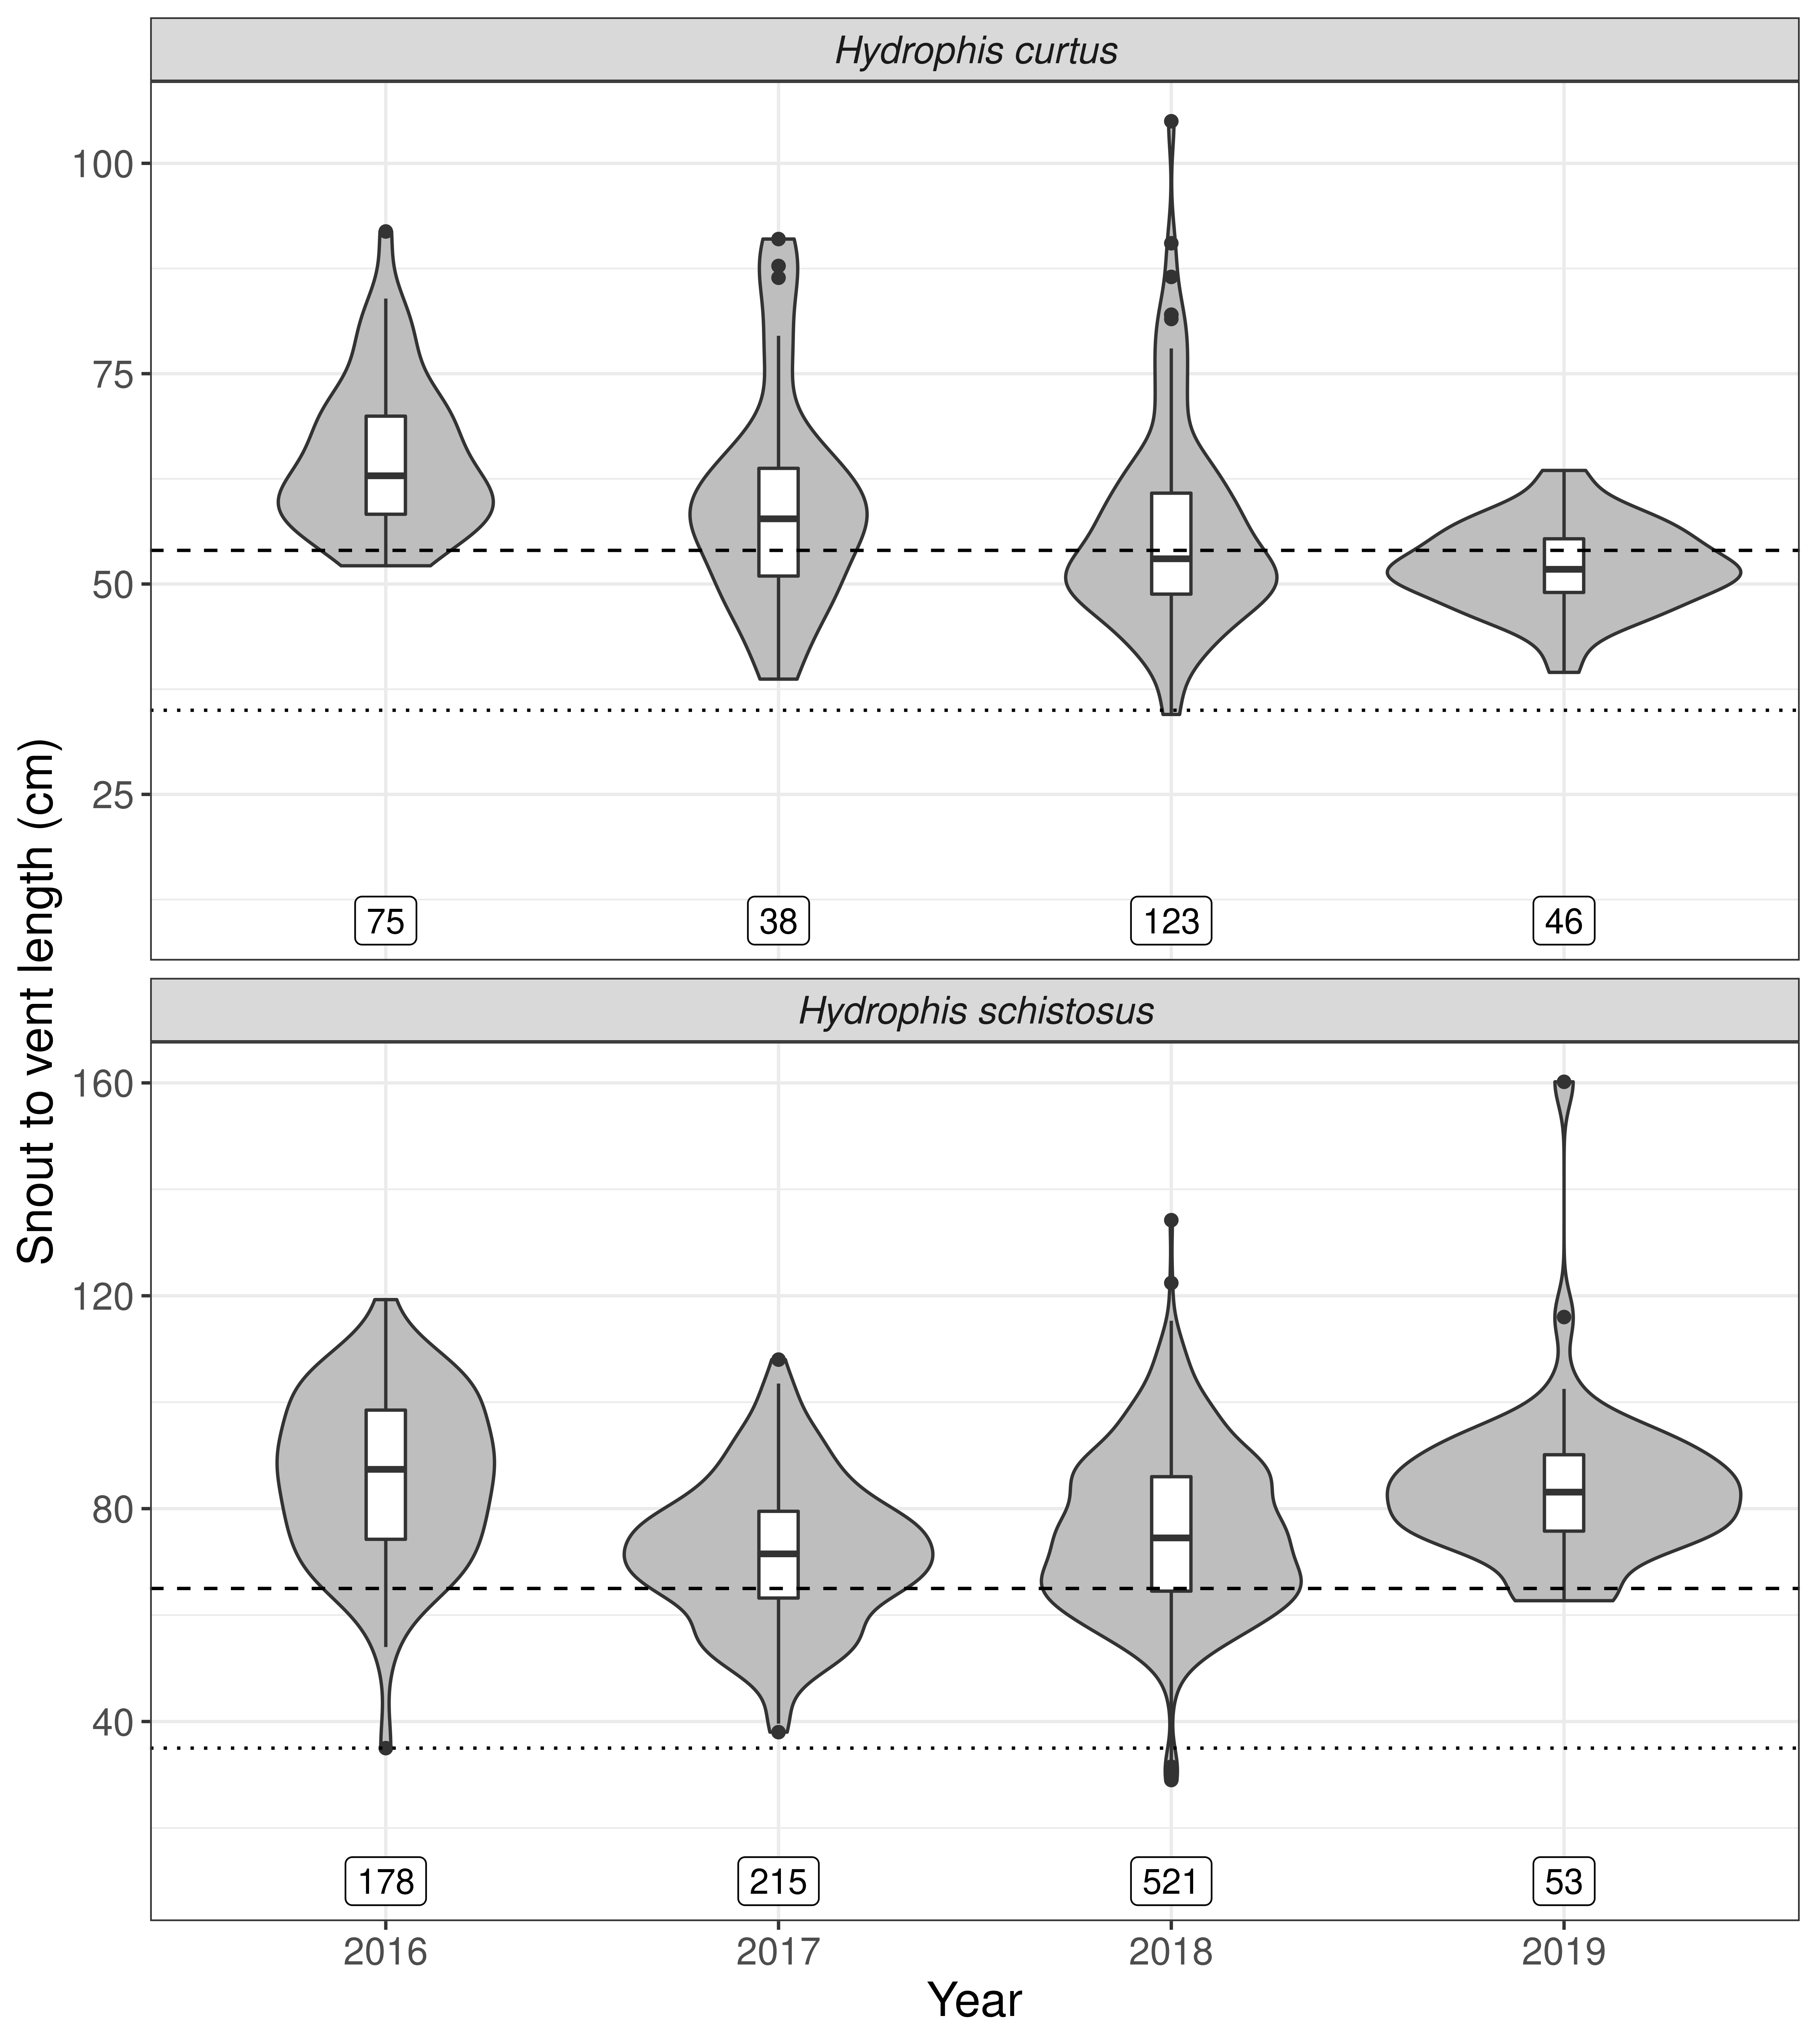 Hydrophis curtus
100
75
50
25
75 38 123 46
Snout to vent length (cm)
Hydrophis schistosus
160
120
80
40
178 215 521 53
2016 2017 2018 2019
Year